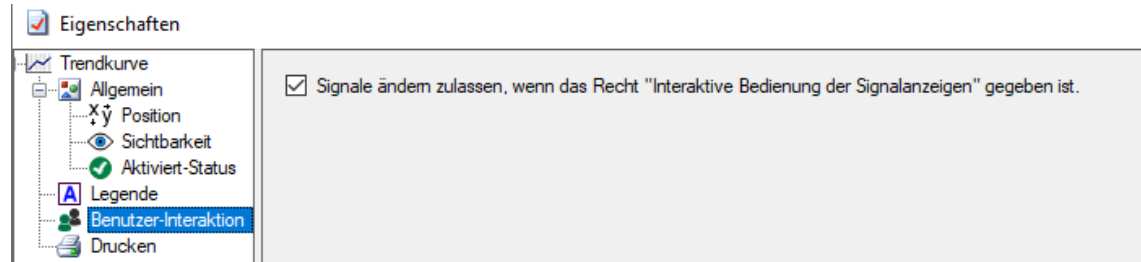 Eigenschaften
Trendkurve
Allgemein
Position
Sichtbarkeit
Aktiviert-Status
Legende
Benutzer-Interaktion
Drucken
Signale ändern zulassen, wenn das Recht "Interaktive Bedienung der Signalanzeigen" gegeben ist.